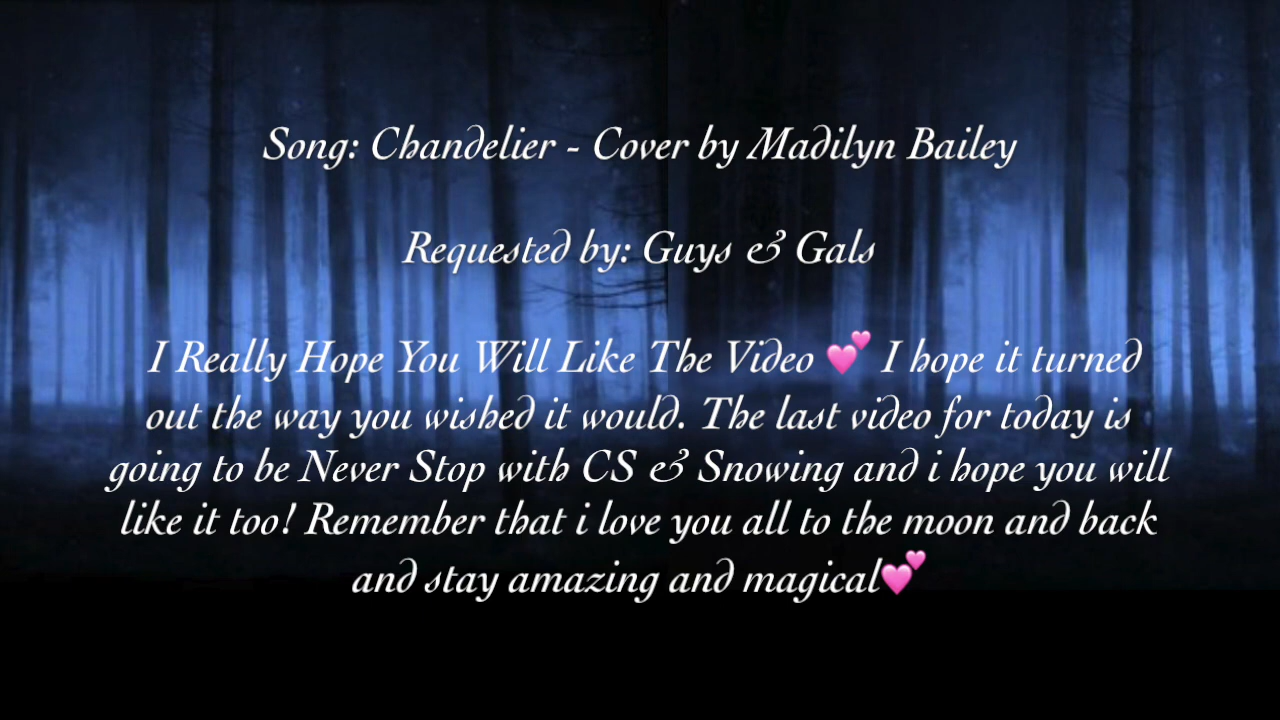 Song: Chandelier - Cover by Madilyn Bailey
Requested by: Guys & Gals
I Really Hope You Will Like The Video 💕 I hope it turned
out the way you wished it would. The last video for today is
going to be Never Stop with CS & Snowing and i hope you will
like it too! Remember that i love you all to the moon and back
and stay amazing and magical💕